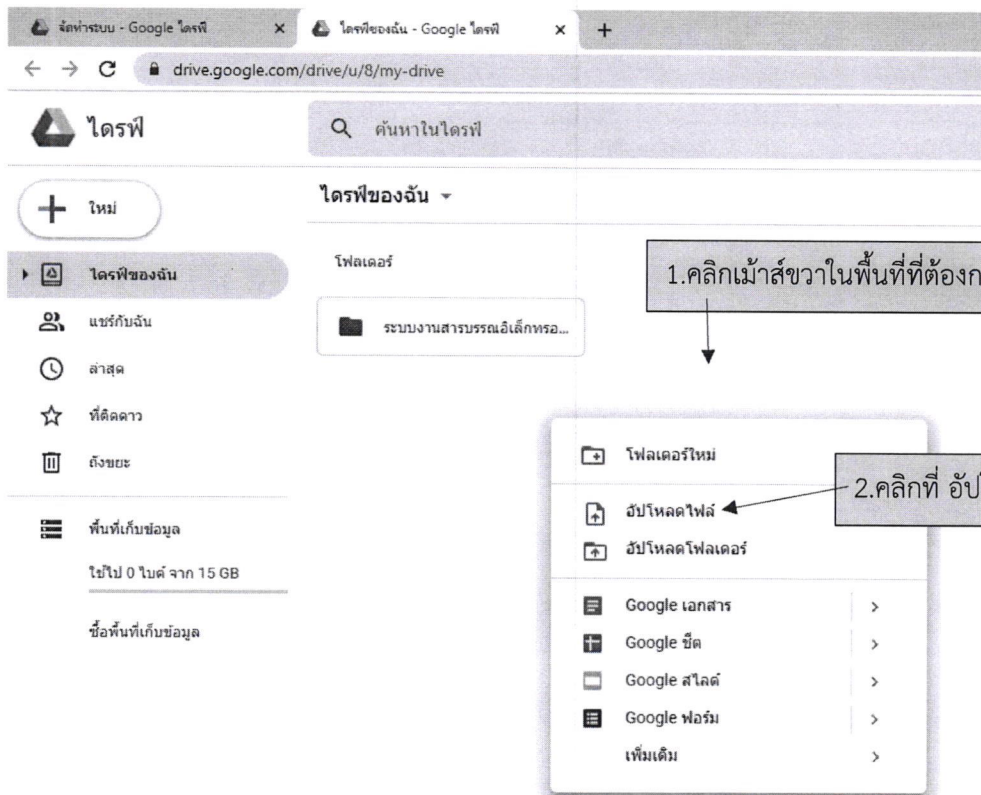 จัดทำระบบ - Google ไดรฟ์
ไดรฟ์ของฉัน - Google ไดรฟ์
drive.google.com/drive/u/8/my-drive
ไดรฟ์
ค้นหาในไดรฟ์
ใหม่
ไดรฟ์ของฉัน
ไดรฟ์ของฉัน
แชร์กับฉัน
ล่าสุด
ที่ติดดาว
ถังขยะ
พื้นที่เก็บข้อมูล
ใช้ไป 0 ไบต์ จาก 15 GB
ซื้อพื้นที่เก็บข้อมูล
โฟลเดอร์
ระบบงานสารบรรณอิเล็กทรอ...
1.คลิกเม้าส์ขวาในพื้นที่ที่ต้องก
โฟลเดอร์ใหม่
2.คลิกที่ อัป
อัปโหลดไฟล์
อัปโหลดโฟลเดอร์
Google เอกสาร
Google ชีต
Google สไลด์
Google ฟอร์ม
เพิ่มเติม